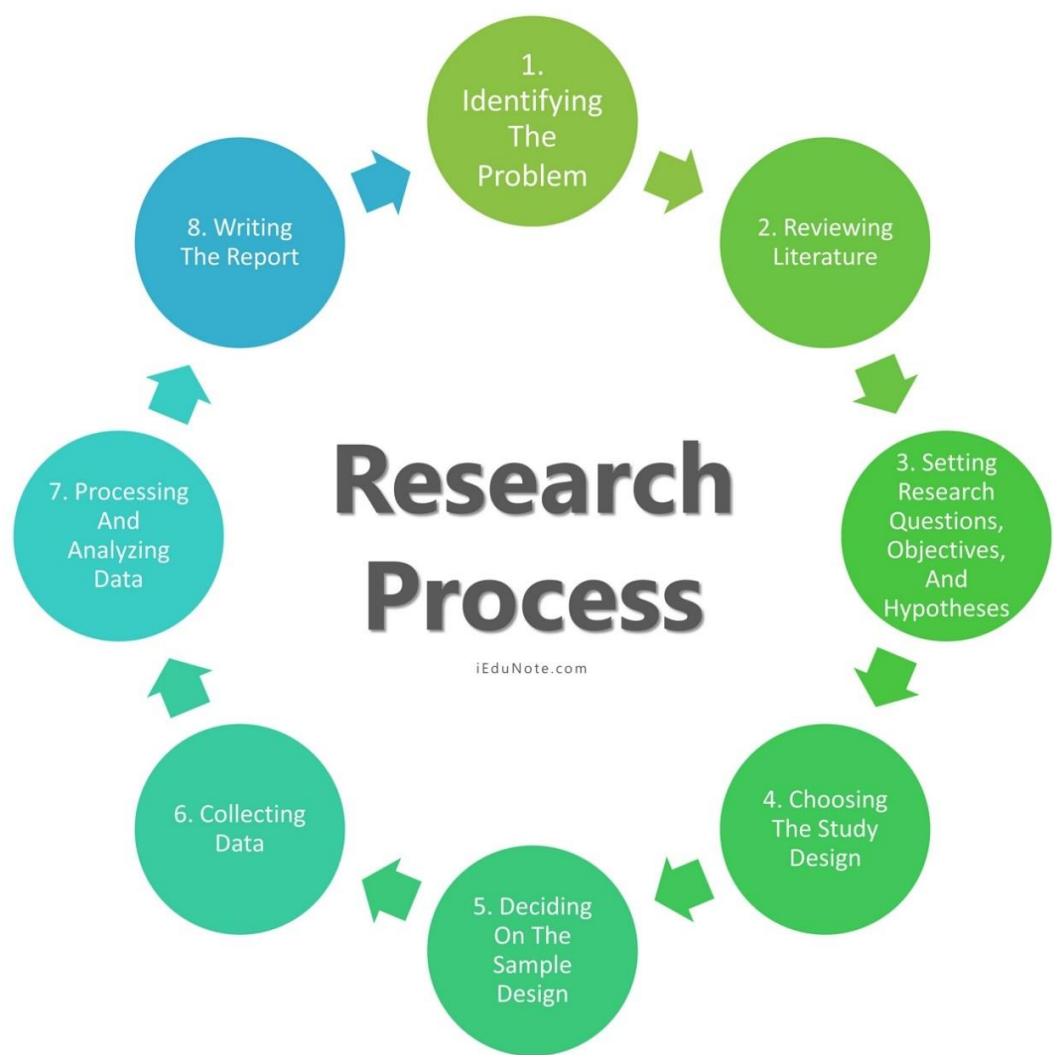 1.
Identifying
The
Problem
2. Reviewing
Literature
3. Setting
Research
Questions,
Objectives,
And
Hypotheses
4. Choosing
The Study
Design
5. Deciding
On The
Sample
Design
6. Collecting
Data
7. Processing
And
Analyzing
Data
8. Writing
The Report
Research
Process
iEduNote.com